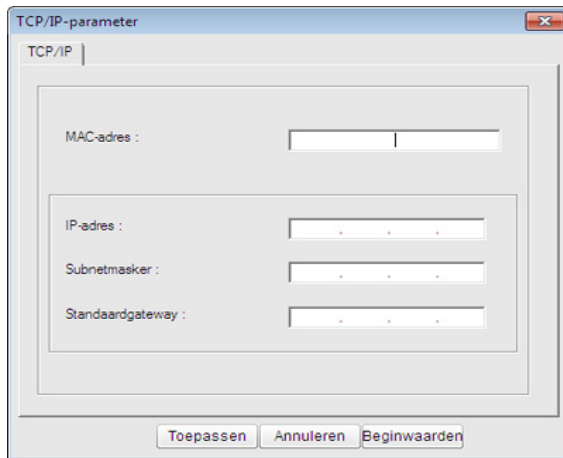 TCP/IP-parameter
TCP/IP
MAC-adres :
IP-adres :
. . .
Subnetmasker :
. . .
Standaardgateway :
. . .
Toepassen Annuleren Beginwaarden